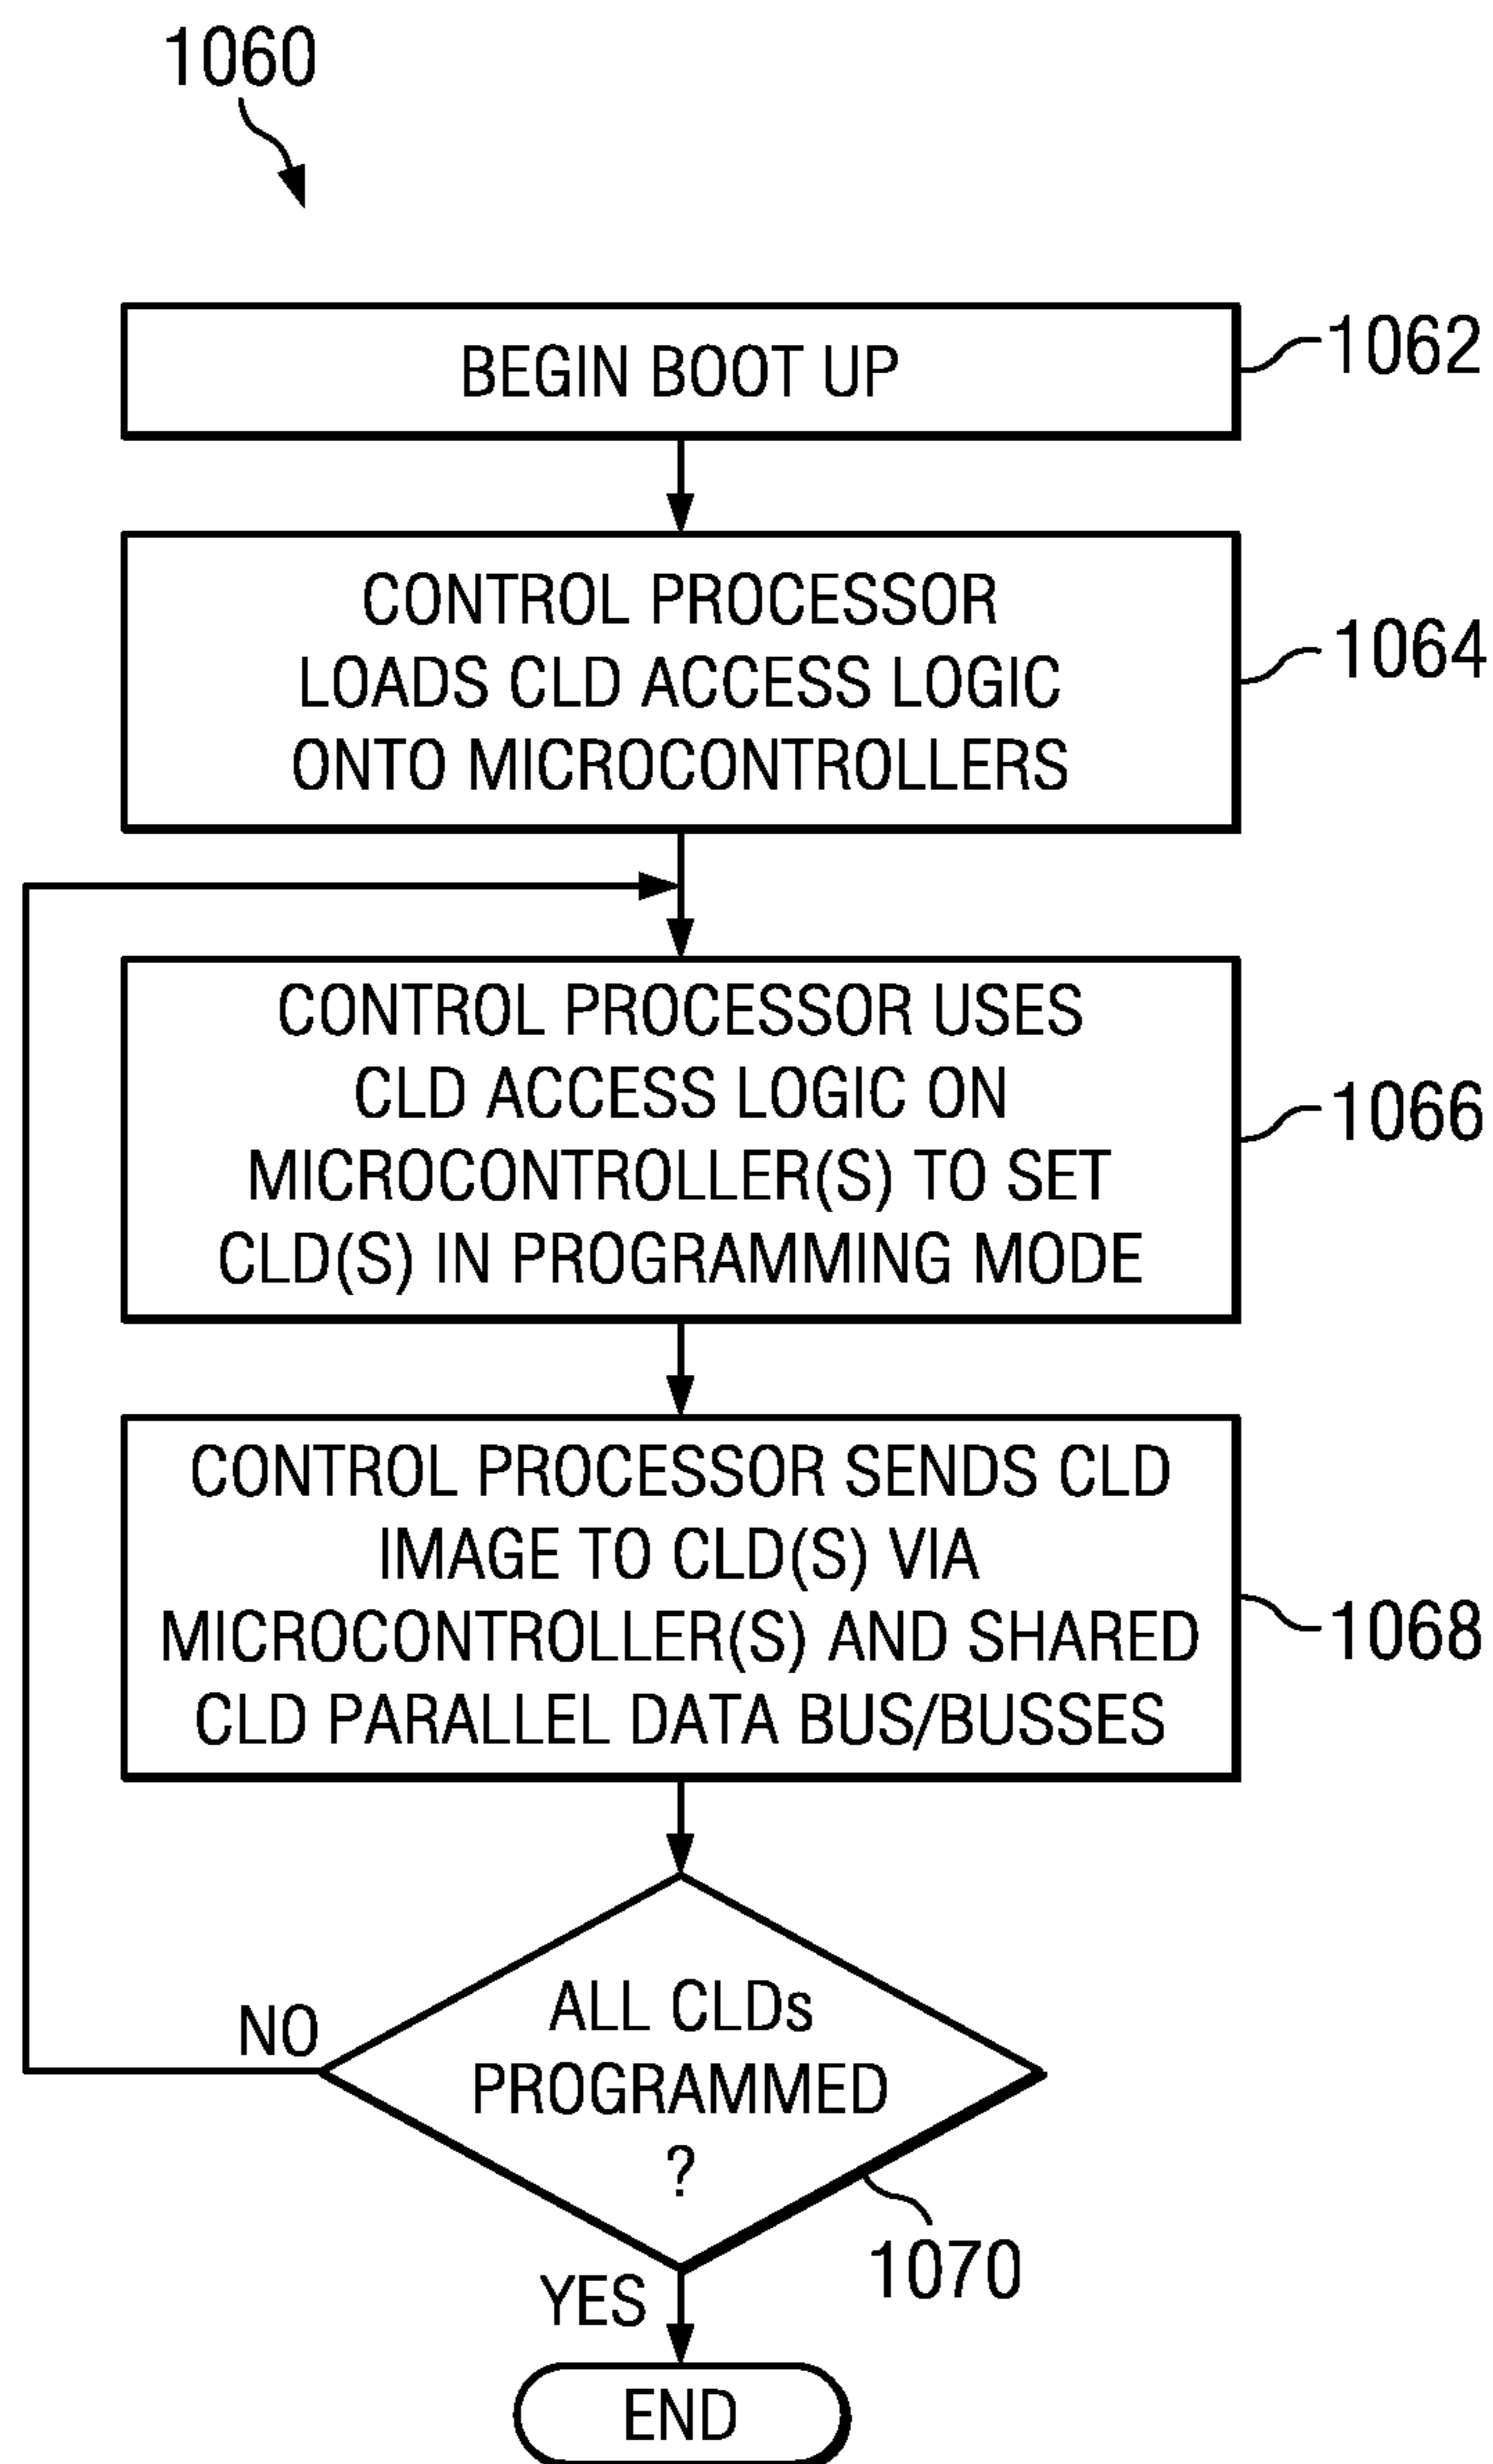 1060
BEGIN BOOT UP
1062
CONTROL PROCESSOR
LOADS CLD ACCESS LOGIC
ONTO MICROCONTROLLERS
1064
CONTROL PROCESSOR USES
CLD ACCESS LOGIC ON
MICROCONTROLLER(S) TO SET
CLD(S) IN PROGRAMMING MODE
1066
CONTROL PROCESSOR SENDS CLD
IMAGE TO CLD(S) VIA
MICROCONTROLLER(S) AND SHARED
CLD PARALLEL DATA BUS/BUSSES
1068
ALL CLDs
PROGRAMMED
?
NO
1070
YES
END